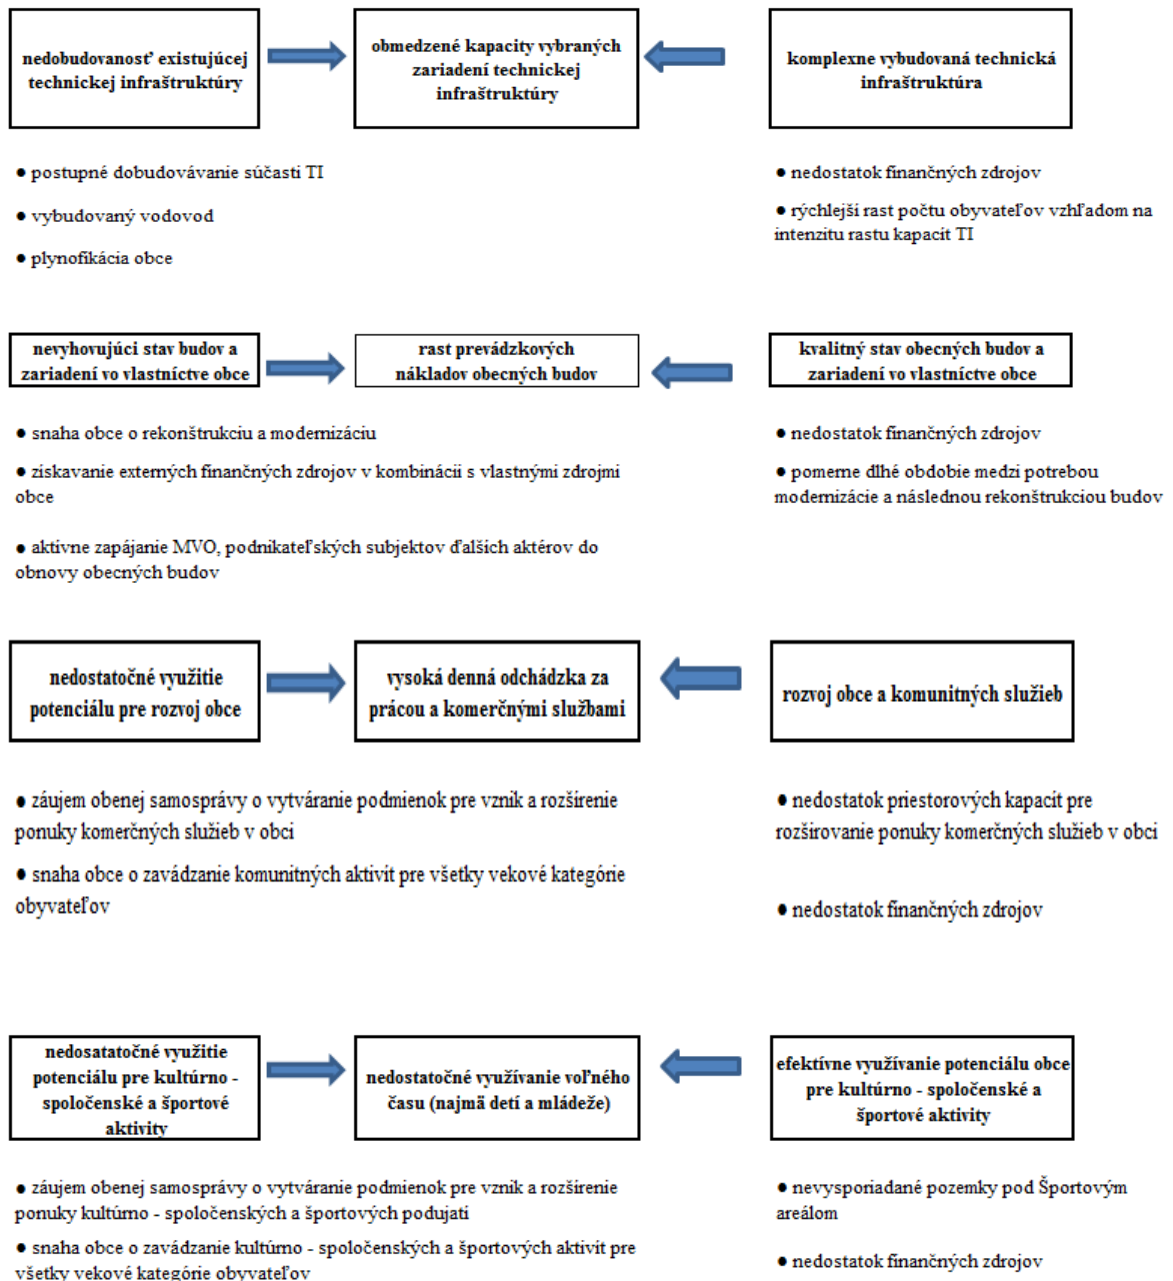 nedobudovanosť existujúcej
technickej infraštruktúry
obmedzené kapacity vybraných
zariadení technickej
infraštruktúry
komplexne vybudovaná technická
infraštruktúra
● postupné dobudovávanie súčasti TI
● vybudovaný vodovod
● plynofikácia obce
● nedostatok finančných zdrojov
● rýchlejší rast počtu obyvateľov vzhľadom na
intenzitu rastu kapacít TI
nevyhovujúci stav budov a
zariadení vo vlastníctve obce
rast prevádzkových
nákladov obecných budov
kvalitný stav obecných budov a
zariadení vo vlastníctve obce
● snaha obce o rekonštrukciu a modernizáciu
● získavanie externých finančných zdrojov v kombinácii s vlastnými zdrojmi
obce
● aktívne zapájanie MVO, podnikateľských subjektov ďalších aktérov do
obnovy obecných budov
● nedostatok finančných zdrojov
● pomerne dlhé obdobie medzi potrebou
modernizácie a následnou rekonštrukciou budov
nedostatočné využitie
potenciálu pre rozvoj obce
vysoká denná odchádzka za
prácou a komerčnými službami
rozvoj obce a komunitných služieb
● záujem obenej samosprávy o vytváranie podmienok pre vznik a rozšírenie
ponuky komerčných služieb v obci
● snaha obce o zavádzanie komunitných aktivít pre všetky vekové kategórie
obyvateľov
● nedostatok priestorových kapacít pre
rozširovanie ponuky komerčných služieb v obci
● nedostatok finančných zdrojov
nedosatatočné využitie
potenciálu pre kultúrno -
spoločenské a športové
aktivity
nedostatočné využívanie voľného
času (najmä detí a mládeže)
efektívne využívanie potenciálu obce
pre kultúrno - spoločenské a
športové aktivity
● záujem obenej samosprávy o vytváranie podmienok pre vznik a rozšírenie
ponuky kultúrno - spoločenských a športových podujatí
● snaha obce o zavádzanie kultúrno - spoločenských a športových aktivít pre
všetky vekové kategórie obyvateľov
● nevysporiadané pozemky pod Športovým
areálom
● nedostatok finančných zdrojov